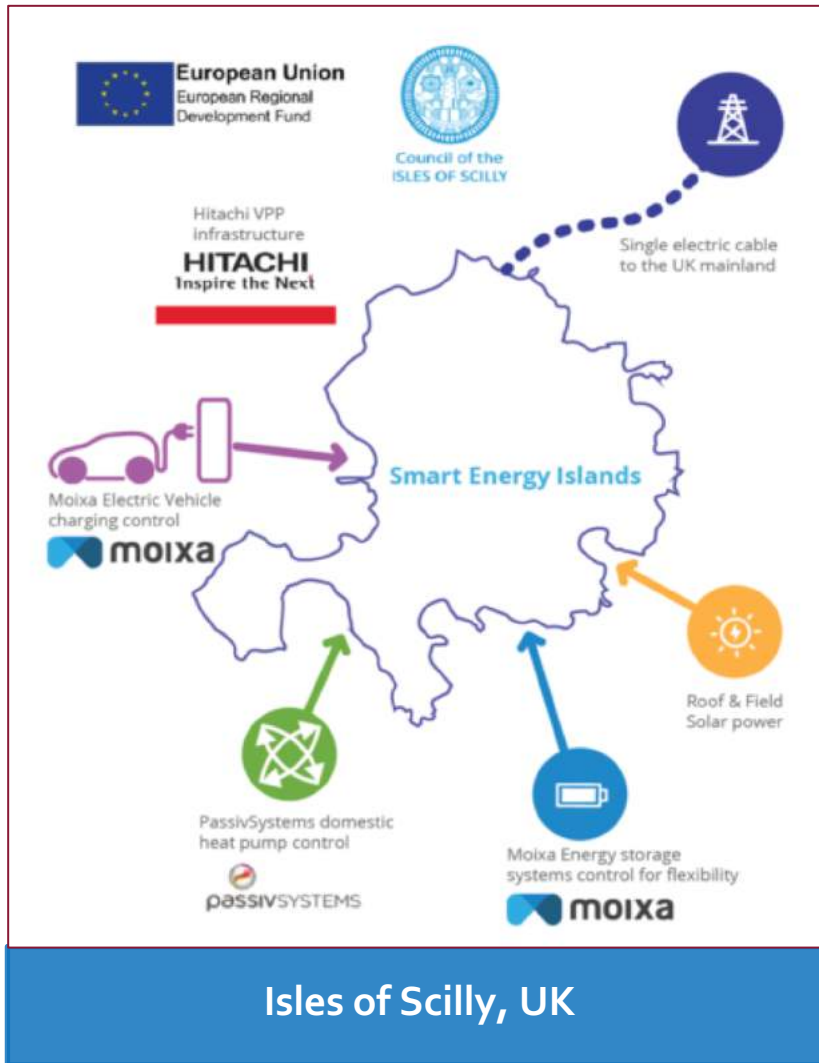 European Union
European Regional
Development Fund
Council of the
ISLES OF SCILLY
Hitachi VPP
infrastructure
HITACHI
Inspire the Next
Single electric cable
to the UK mainland
Smart Energy Islands
Moixa Electric Vehicle
charging control
moixa
Roof & Field
Solar power
PassivSystems domestic
heat pump control
PASSIVSYSTEMS
Moixa Energy storage
systems control for flexibility
moixa
Isles of Scilly, UK